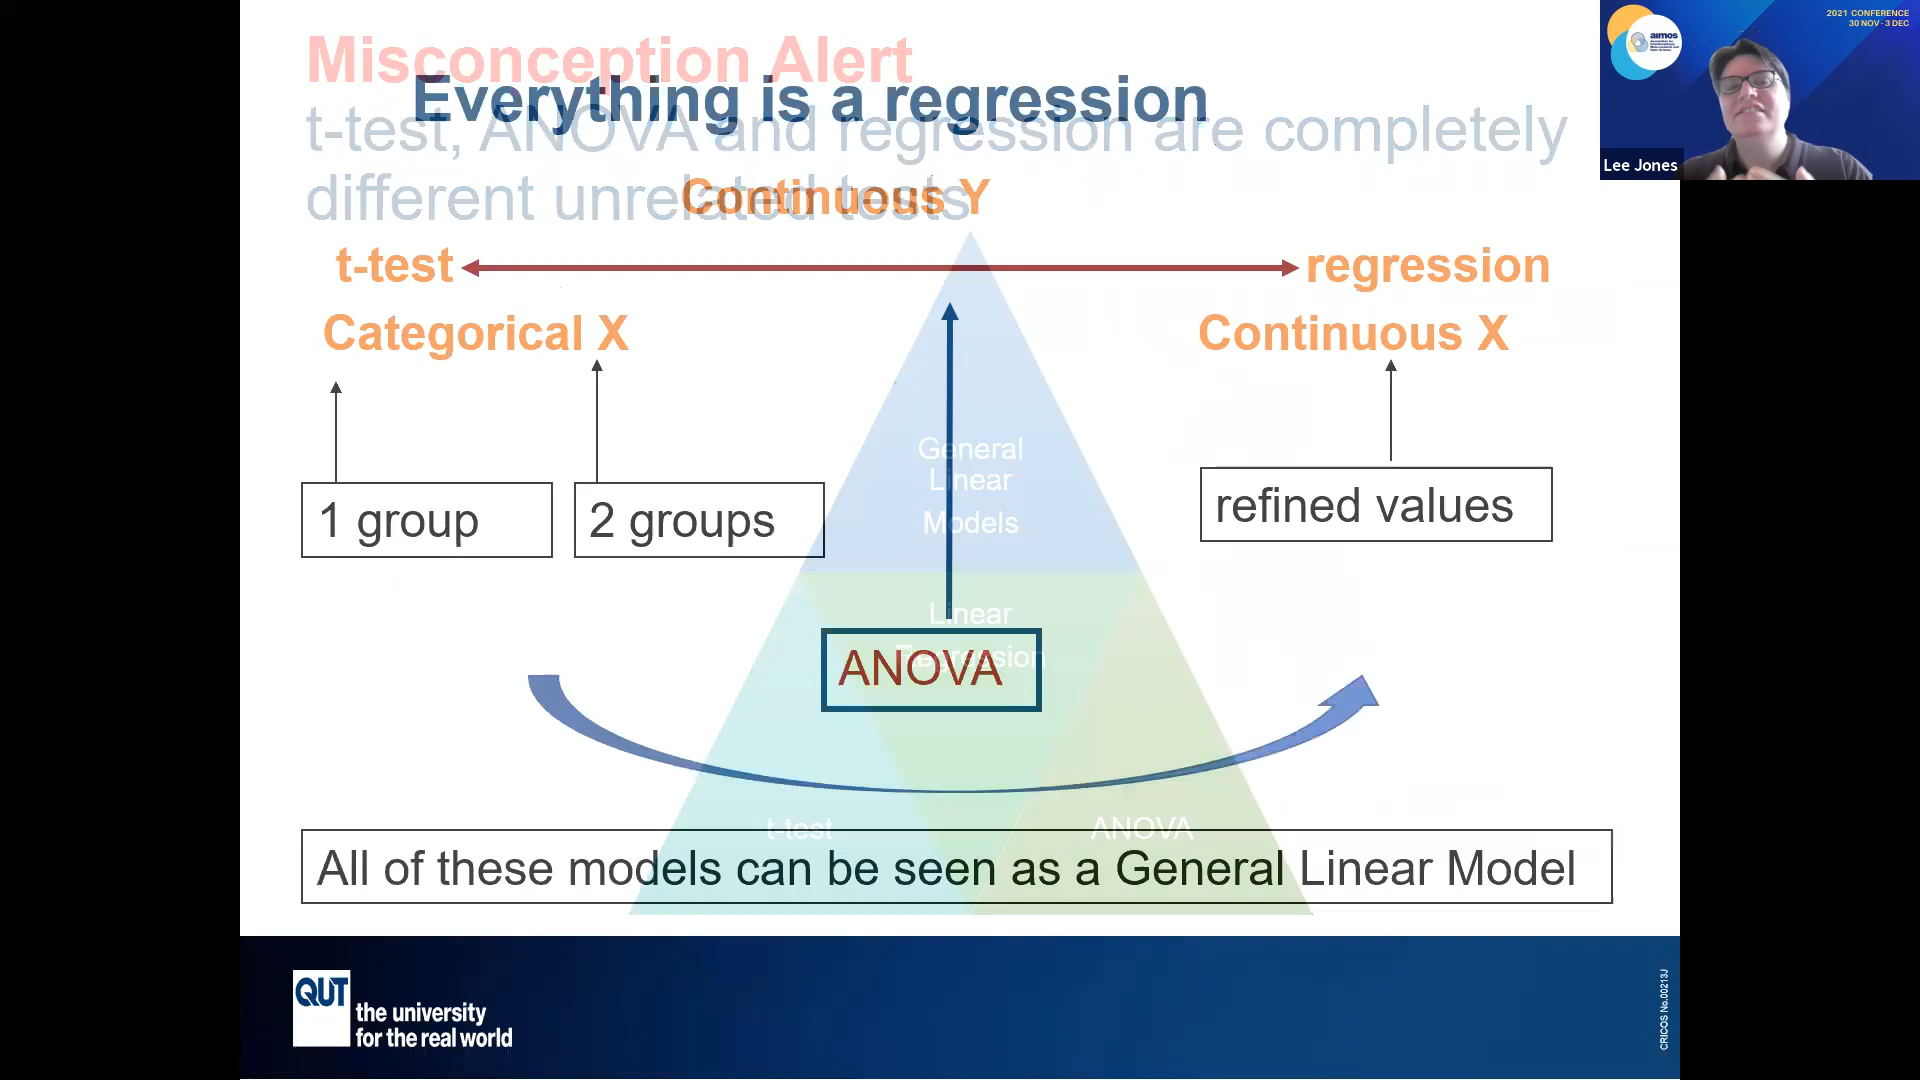 Misconception Alert
Everything is a regression
t-test, ANOVA and regression are completely
different unrelated tests
Continuous Y
t-test
regression
Categorical X
Continuous X
1 group
2 groups
refined values
General
Linear
Models
Linear
Regression
ANOVA
t-test
ANOVA
All of these models can be seen as a General Linear Model
QUT
the university
for the real world
CRICOS No.00213J
2021 CONFERENCE
30 NOV - 3 DEC
aimos
Lee Jones